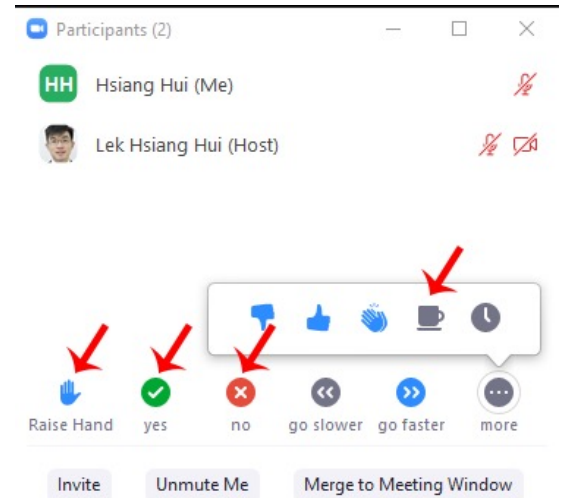 Participants (2)
HH Hsiang Hui (Me)
Lek Hsiang Hui (Host)
Raise Hand yes no go slower go faster more
Invite Unmute Me Merge to Meeting Window